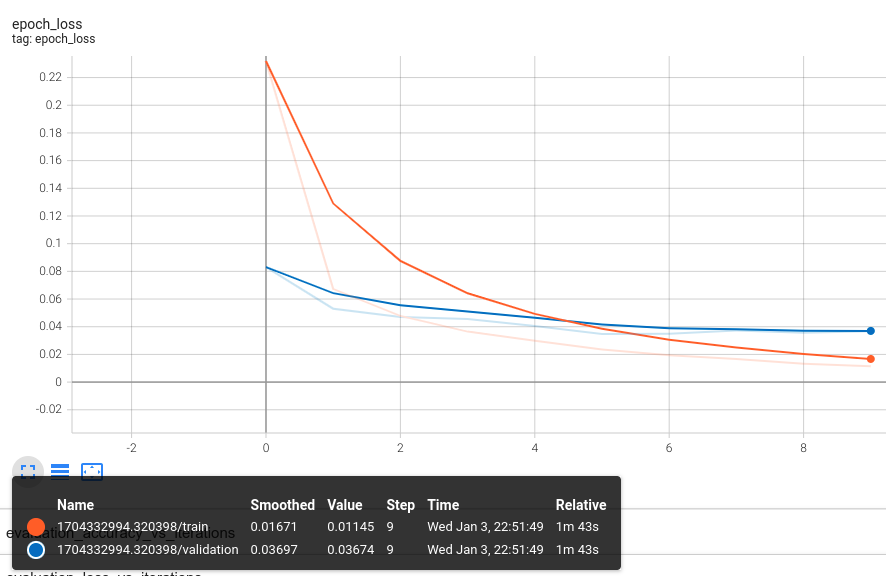 epoch_loss
tag: epoch_loss
0.22
0.2
0.18
0.16
0.14
0.12
0.1
0.08
0.06
0.04
0.02
0
-0.02
-2 0 2 4 6 8
Name Smoothed Value Step Time Relative
1704332994.320398/train 0.01671 0.01145 9 Wed Jan 3, 22:51:49 1m 43s
evaluation_accuracy_vs_iterations
1704332994.320398/validation 0.03697 0.03674 9 Wed Jan 3, 22:51:49 1m 43s
evaluation_loss_vs_iterations